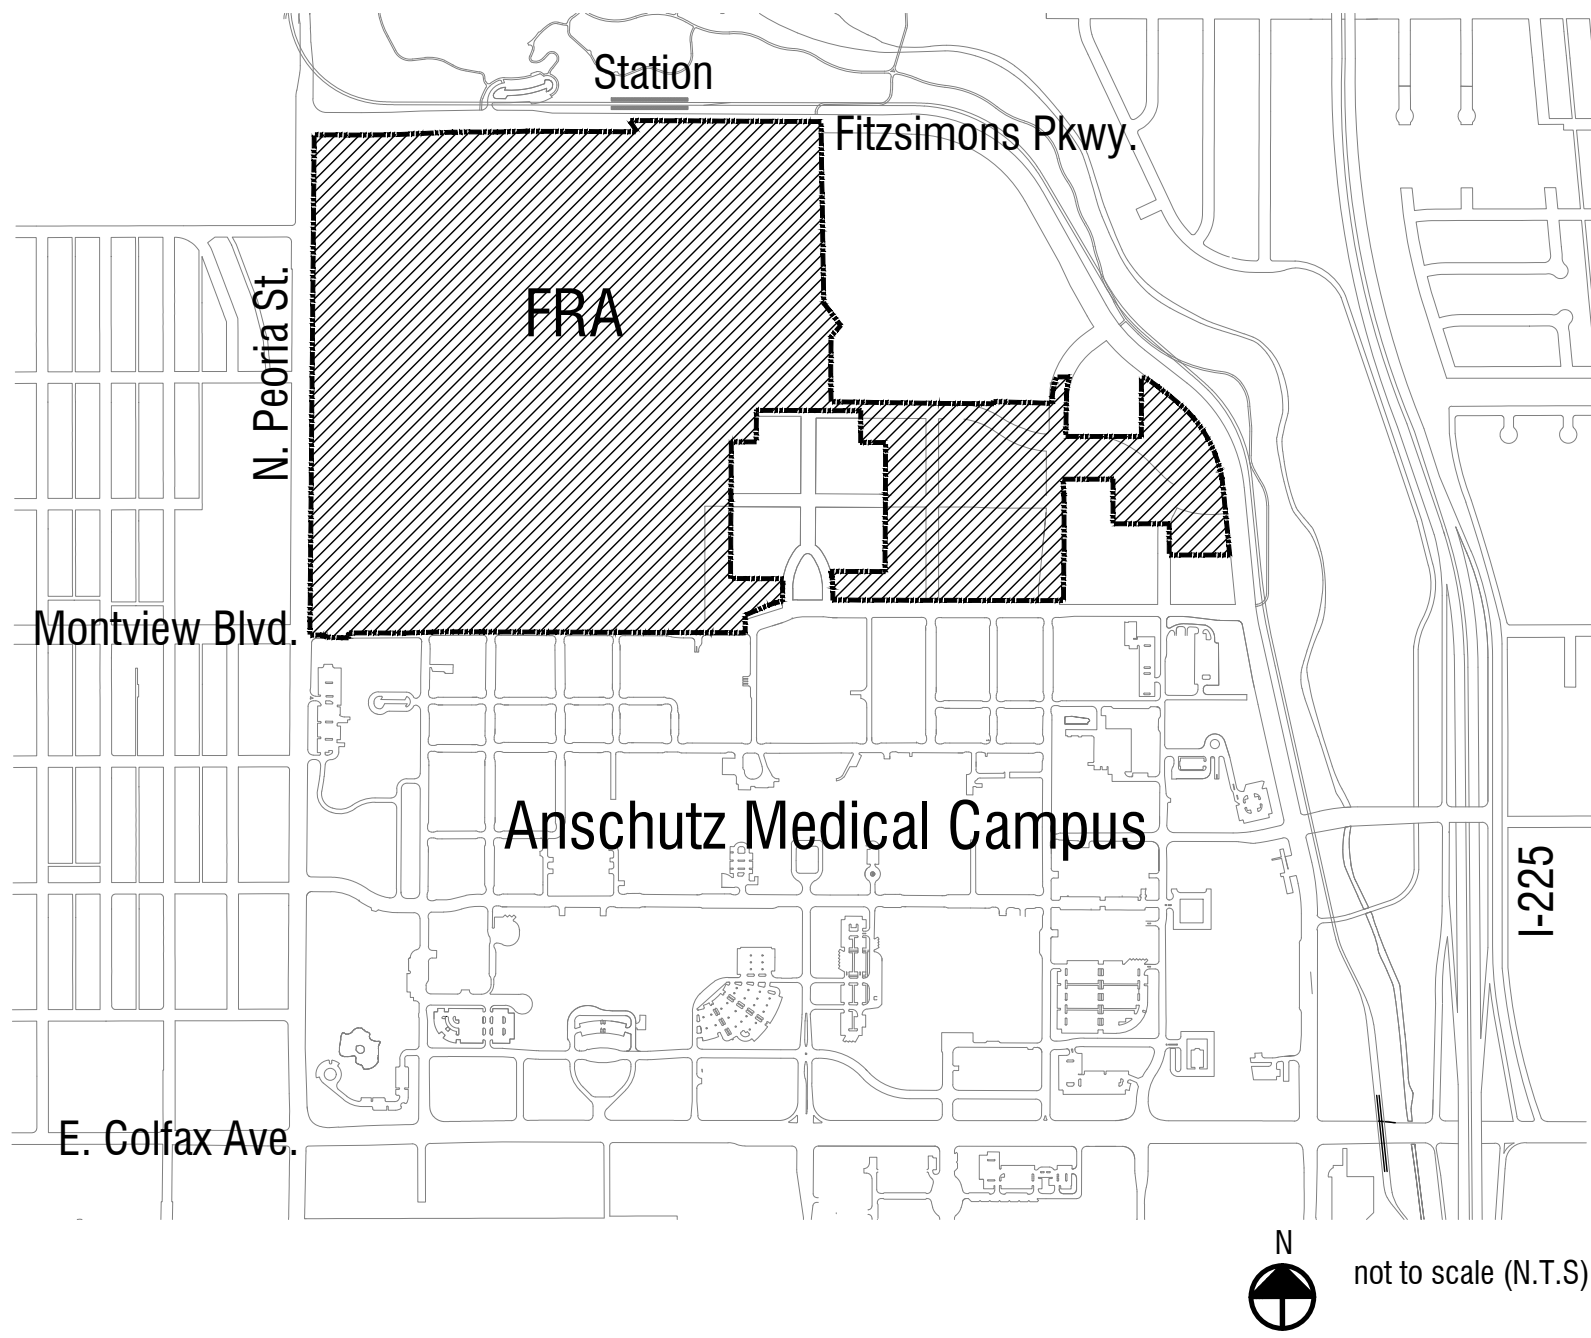 Station
Fitzsimons Pkwy.
FRA
N. Peoria St.
Montview Blvd.
Anschutz Medical Campus
I-225
E. Colfax Ave.
N
not to scale (N.T.S)